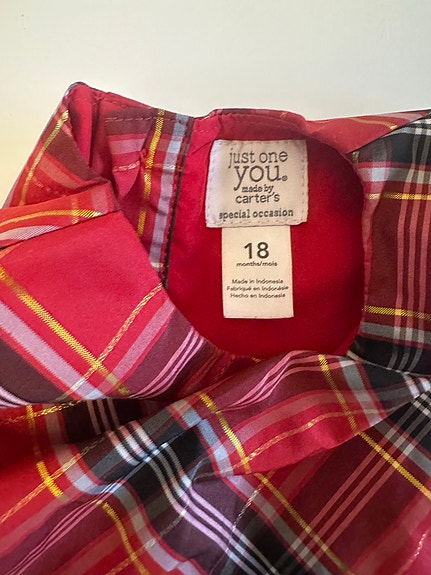 just one
you®
made by
carter's
special occasion
18
months/mois
Made in Indonesia
Fabriqué en Indonésie
Hecho en Indonesia